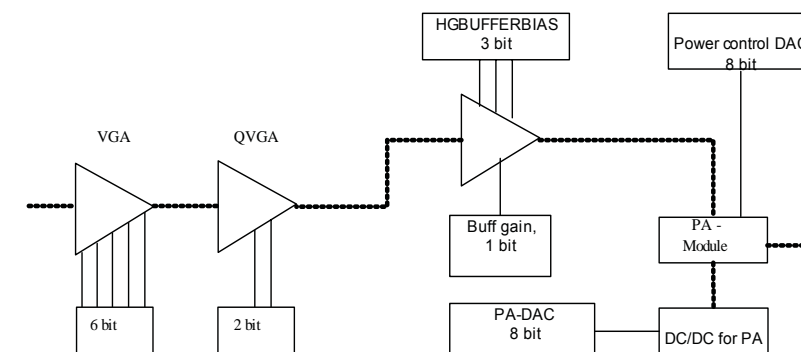 HGBUFFERBIAS
3 bit
Power control DAC
8 bit
VGA
QVGA
Buff gain,
1 bit
PA -
Module
6 bit
2 bit
PA-DAC
8 bit
DC/DC for PA